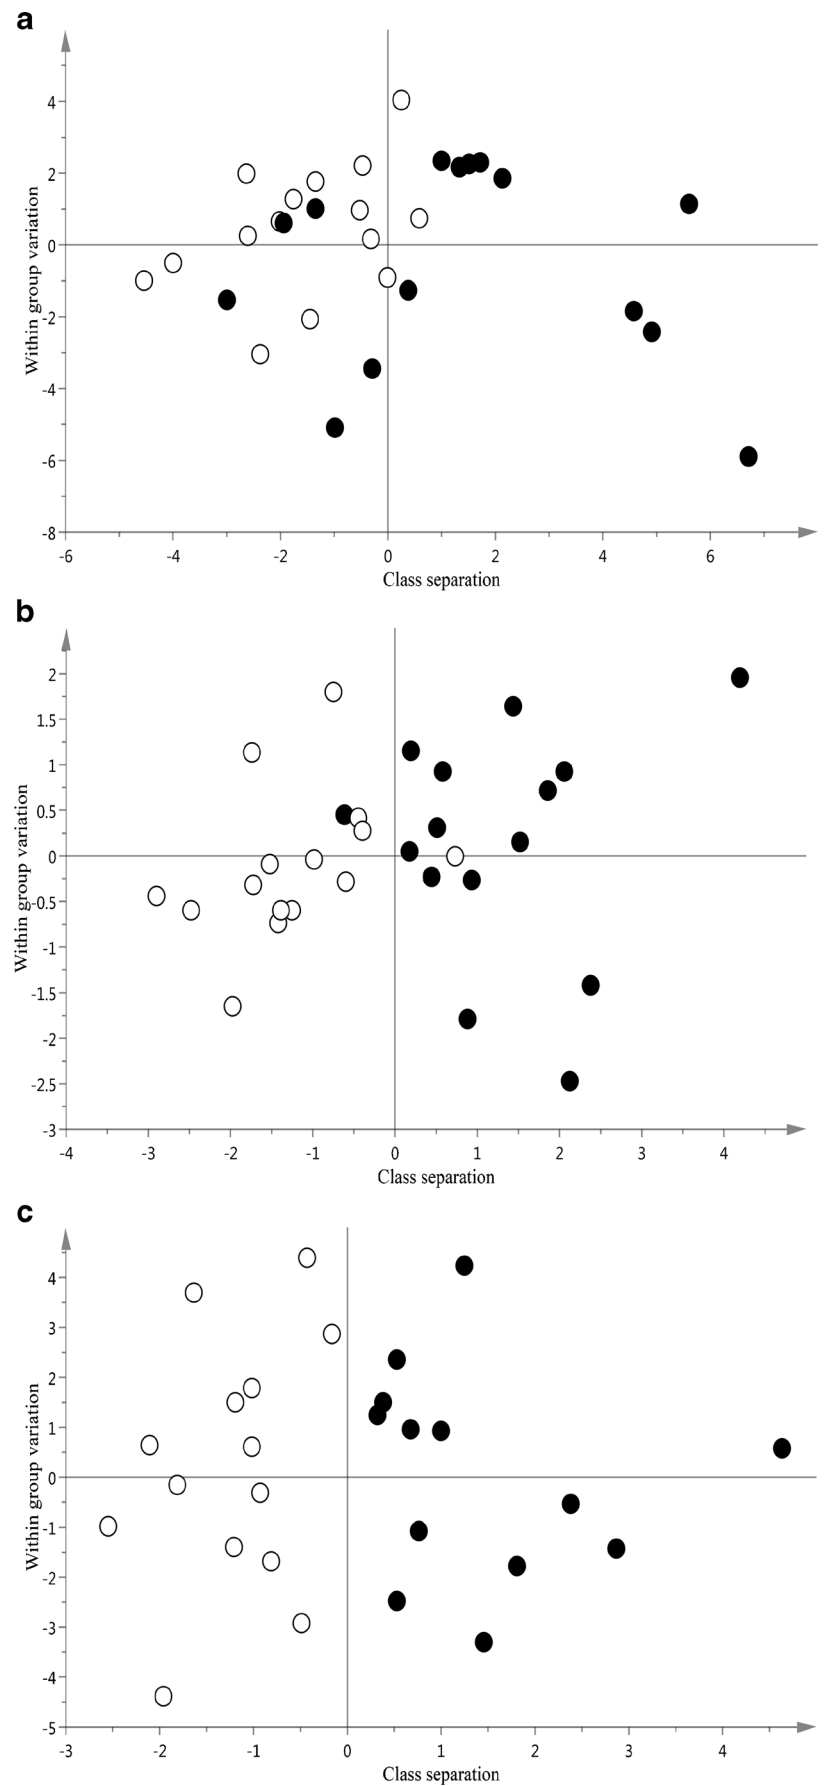 a
Within group variation
4
2
0
-2
-4
-6
-8
-6 -4 -2 0 2 4 6
Class separation
b
Within group variation
2
1.5
1
0.5
0
-0.5
-1
-1.5
-2
-2.5
-3
-4 -3 -2 -1 0 1 2 3 4
Class separation
c
Within group variation
4
3
2
1
0
-1
-2
-3
-4
-5
-3 -2 -1 0 1 2 3 4
Class separation